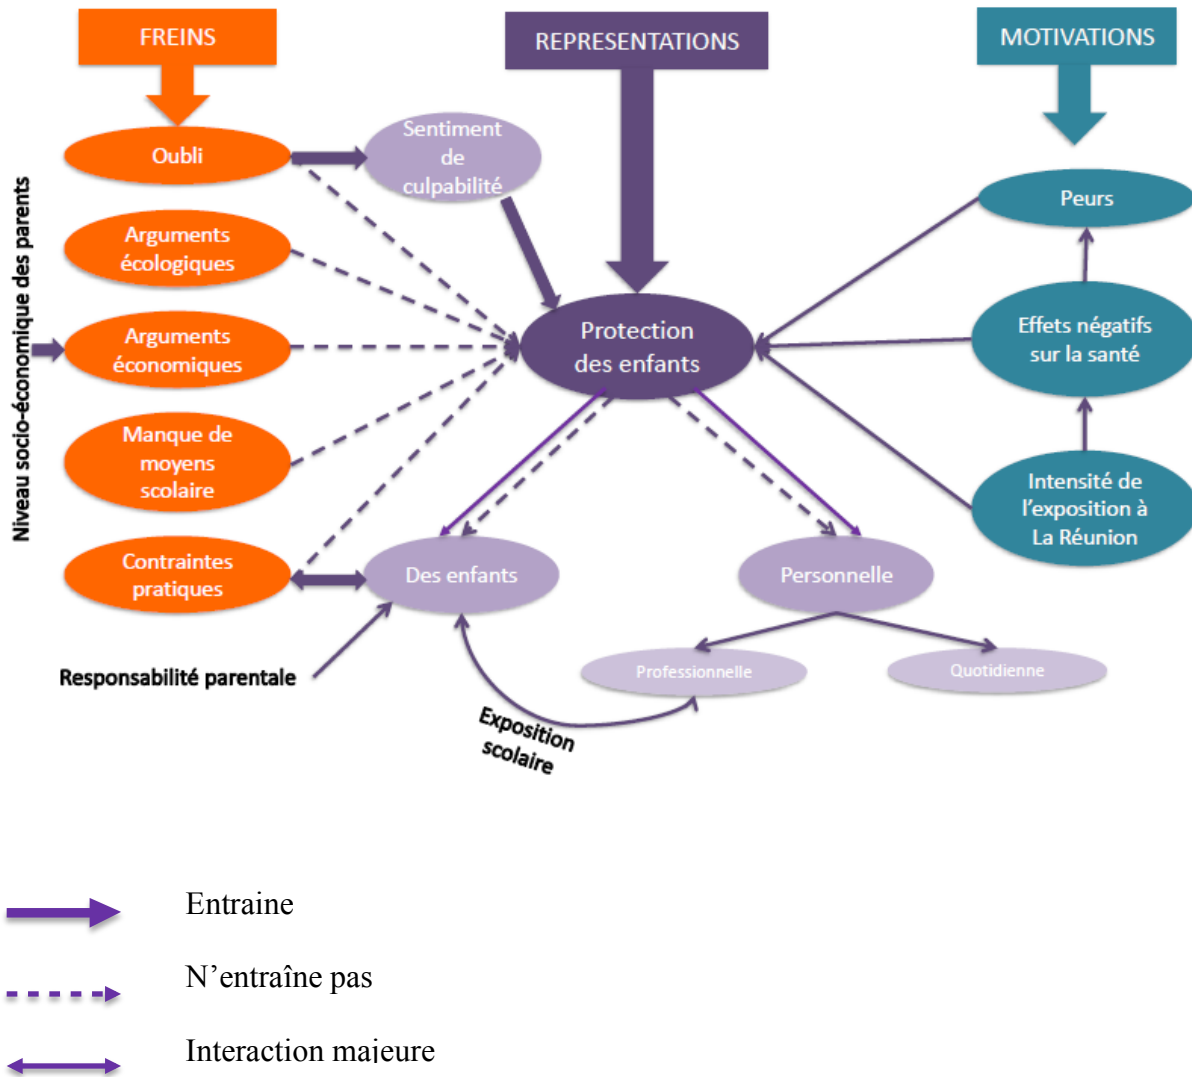 FREINS
REPRESENTATIONS
MOTIVATIONS
Oubli
Sentiment
de
culpabilité
Peurs
Niveau socio-économique des parents
Arguments
écologiques
Arguments
économiques
Protection
des enfants
Effets négatifs
sur la santé
Manque de
moyens
scolaire
Intensité de
l'exposition à
La Réunion
Contraintes
pratiques
Des enfants
Personnelle
Responsabilité parentale
Professionnelle
Quotidienne
Exposition
scolaire
Entraine
N’entraîne pas
Interaction majeure